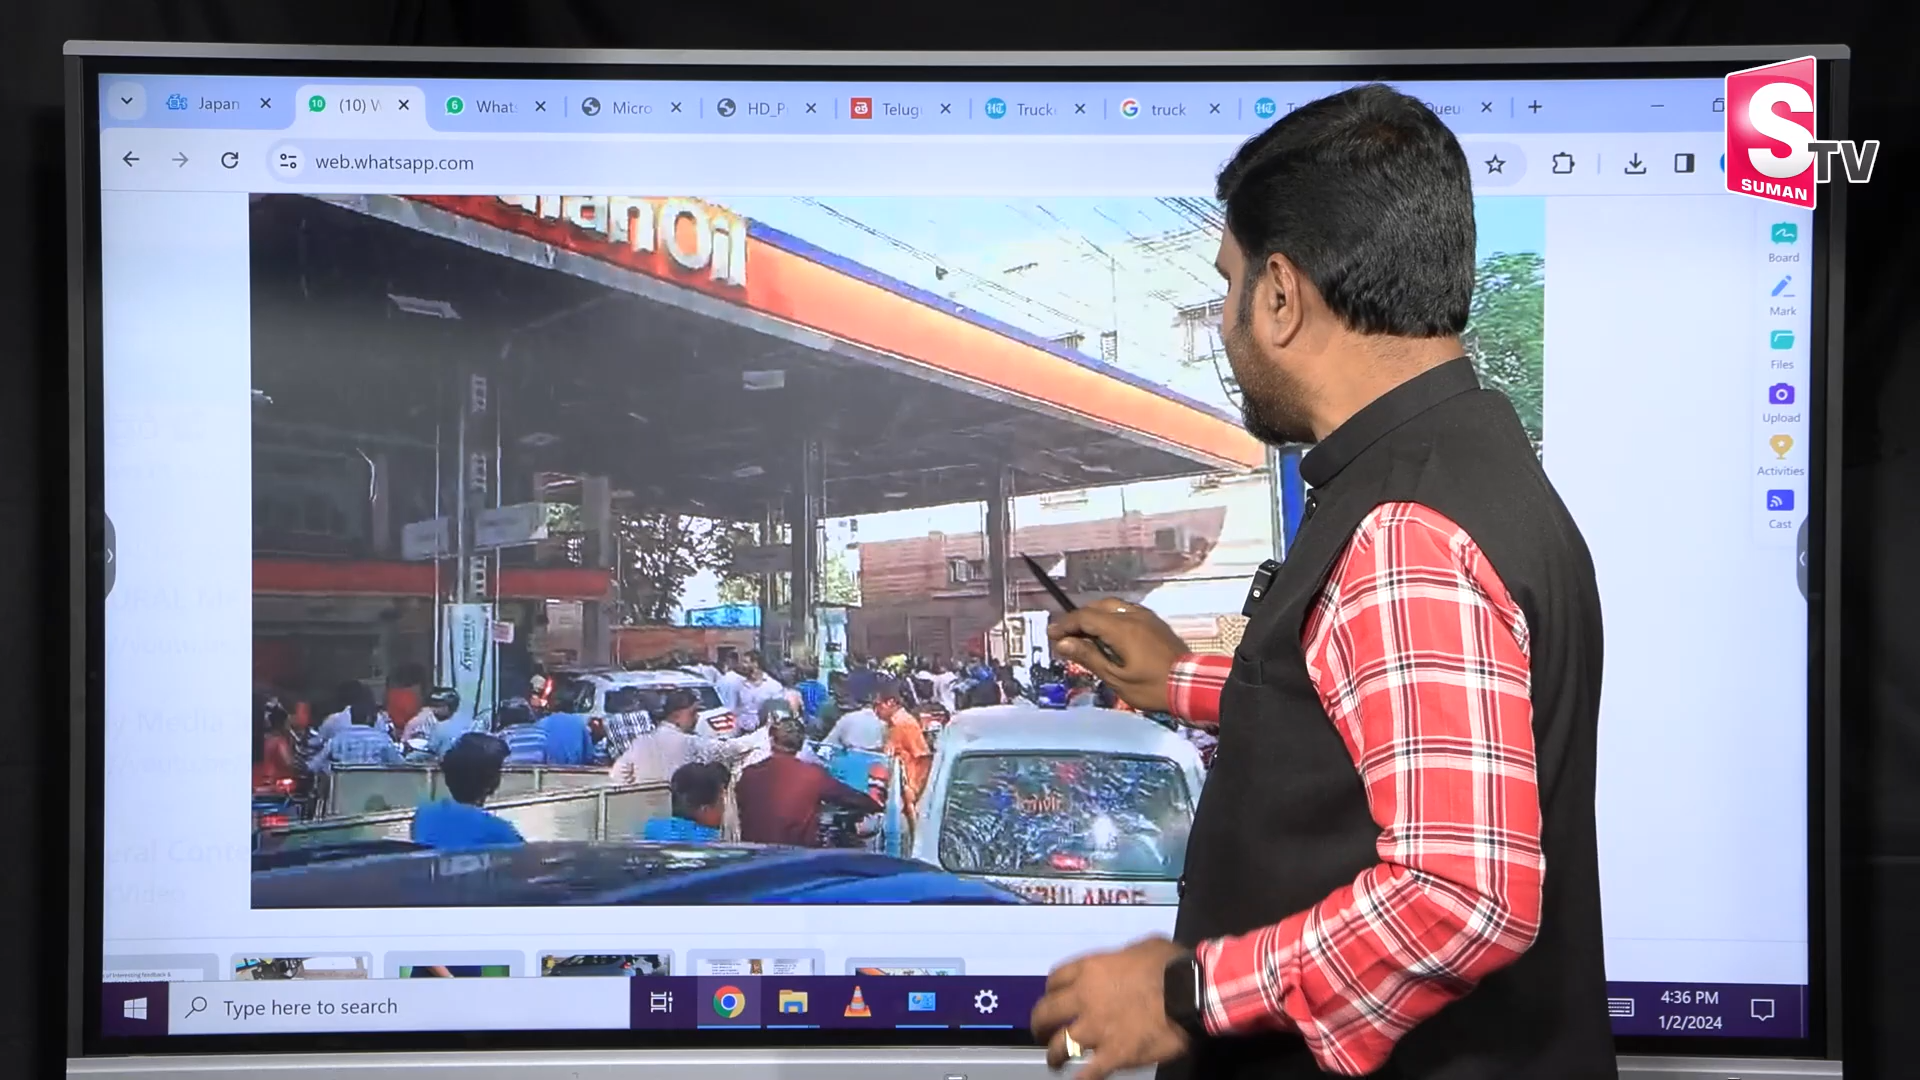 Japan
(10) W
What
Micro
HD_P
Telug
Truck
truck
Queu
web.whatsapp.com
S
TV
SUMAN
anOil
Board
Mark
Files
Upload
Activities
Cast
Type here to search
4:36 PM
1/2/2024